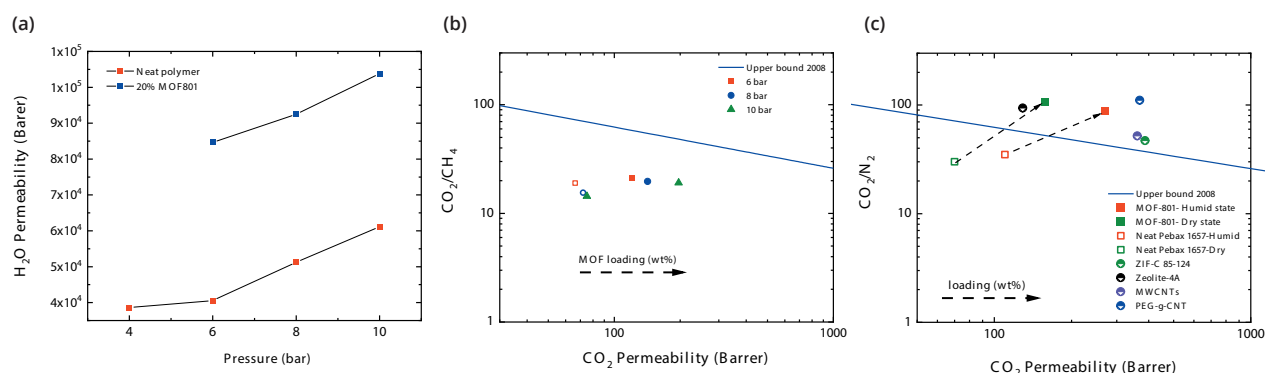 (a)
1x10⁵
1x10⁵
9x10⁴
8x10⁴
7x10⁴
6x10⁴
5x10⁴
4x10⁴
H₂O Permeability (Barer)
4
6
8
10
Pressure (bar)
Neat polymer
20% MOF801
(b)
100
10
1
CO₂/CH₄
100
1000
CO₂ Permeability (Barrer)
Upper bound 2008
6 bar
8 bar
10 bar
MOF loading (wt%)
(c)
100
10
1
CO₂/N₂
100
1000
CO₂ Permeability (Barrer)
Upper bound 2008
MOF-801- Humid state
MOF-801- Dry state
Neat Pebax 1657-Humid
Neat Pebax 1657-Dry
ZIF-C 85-124
Zeolite-4A
MWCNTs
PEG-g-CNT
loading (wt%)